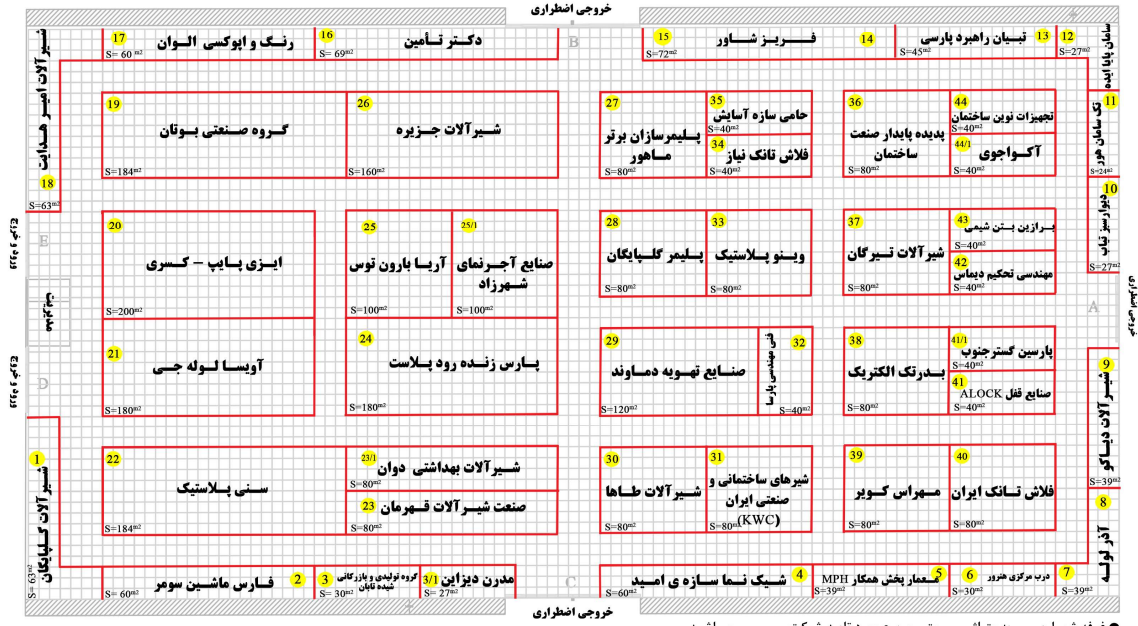 خروجی اضطراری
17
رنگ و اپوکسی الوان
S= 60m2
16
دکتر تأمین
S= 69m2
B
15
فریز شاور
14
S=72m2
تبیان راهبرد پارسی
13
S=45m2
12
S=27m2
سامان پایا ایده
شیرآلات امیر هدایت
18
S=63m2
19
گروه صنعتی بوتان
S=184m2
26
شیرآلات جزیره
S=160m2
27
پلیمرسازان برتر
ماهور
S=80m2
35
حامی سازه آسایش
S=40m2
34
فلاش تانک نیاز
S=40m2
36
پدیده پایدار صنعت
ساختمان
S=80m2
44
تجهیزات نوین ساختمان
S=40m2
44/1
آکواجوی
S=40m2
11
تک سامان هور
S=24m2
10
دیوارسبز نیاب
S=27m2
ورود و خروج
E
مدیریت
D
ورود و خروج
20
ایزی پایپ – کسری
S=200m2
25
آریا بارون توس
S=100m2
25/1
صنایع آجرنمای
شهرزاد
S=100m2
28
پلیمر گلپایگان
S=80m2
33
وینو پلاستیک
S=80m2
37
شیرآلات تیرگان
S=80m2
43
برازین بتن شیمی
S=40m2
42
مهندسی تحکیم دیماس
S=40m2
A
خروجی اضطراری
21
آویسا لوله جی
S=180m2
24
پارس زنده رود پلاست
S=180m2
29
صنایع تهویه دماوند
S=120m2
32
فنی مهندسی پارسا
S=40m2
38
بدرتک الکتریک
S=80m2
41/1
پارسین گسترجنوب
S=40m2
41
صنایع قفل ALOCK
S=40m2
9
شیرآلات دیاکو
S=39m2
1
شیرآلات گلپایگان
S= 63m2
22
سنی پلاستیک
S=184m2
23/1
شیرآلات بهداشتی دوان
S=80m2
23
صنعت شیرآلات قهرمان
S=80m2
30
شیرآلات طاها
S=80m2
31
شیرهای ساختمانی و
صنعتی ایران
(KWC)
S=80m2
39
مهراس کویر
S=80m2
40
فلاش تانک ایران
S=80m2
8
آذر لوله
7
S=39m2
فارس ماشین سومر
2
S= 60m2
3
گروه تولیدی و بازرگانی
شیده تابان
S= 30m2
3/1
مدرن دیزاین
S= 27m2
C
شیک نما سازه ی امید
4
S=60m2
معمار پخش همکار MPH
5
S=39m2
درب مرکزی هنرور
6
S=30m2
خروجی اضطراری